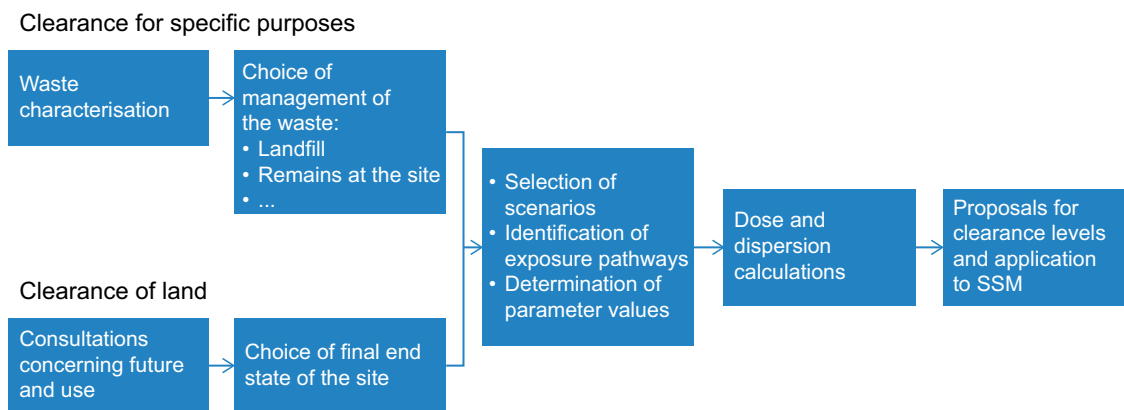 Clearance for specific purposes
Waste
characterisation
Choice of
management of
the waste:
• Landfill
• Remains at the site
• ...
Clearance of land
Consultations
concerning future
and use
Choice of final end
state of the site
• Selection of
scenarios
• Identification of
exposure pathways
• Determination of
parameter values
Dose and
dispersion
calculations
Proposals for
clearance levels
and application
to SSM